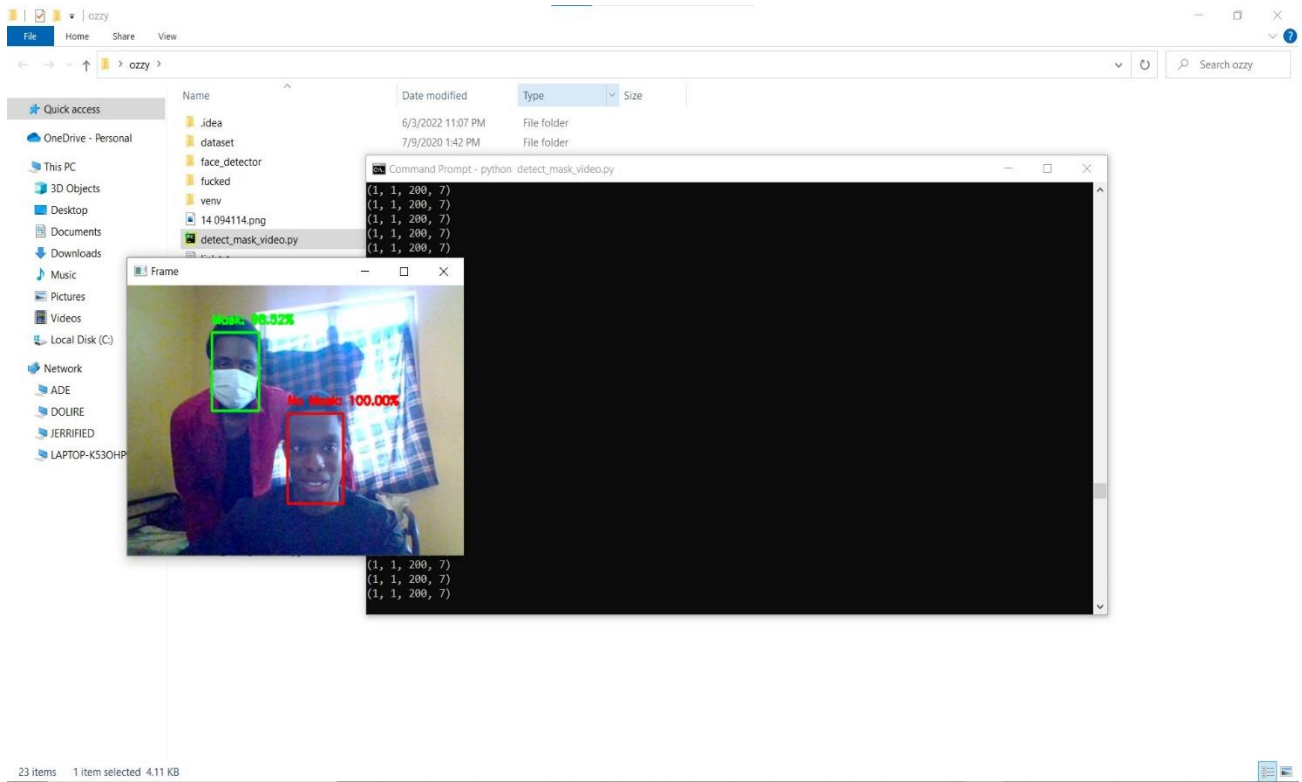 ozzy
File Home Share View
ozzy
Search ozzy
Name Date modified Type Size
Quick access
OneDrive - Personal
This PC
3D Objects
Desktop
Documents
Downloads
Music
Pictures
Videos
Local Disk (C:)
Network
ADE
DOLIRE
JERRIFIED
LAPTOP-K53OHP
.idea 6/3/2022 11:07 PM File folder
dataset 7/9/2020 1:42 PM File folder
face_detector
fucked
venv
14 094114.png
detect_mask_video.py
Command Prompt - python detect_mask_video.py
(1, 1, 200, 7)
(1, 1, 200, 7)
(1, 1, 200, 7)
(1, 1, 200, 7)
(1, 1, 200, 7)
Frame
Mask: 98.52%
No Mask: 100.00%
(1, 1, 200, 7)
(1, 1, 200, 7)
(1, 1, 200, 7)
23 items 1 item selected 4.11 KB